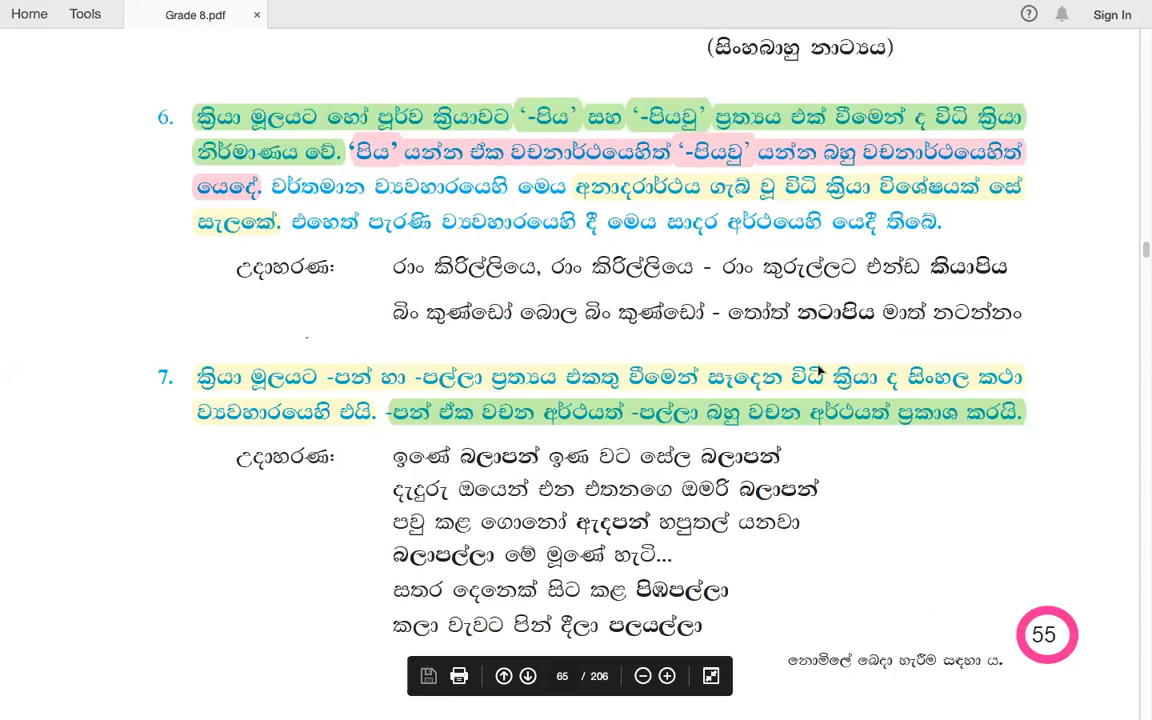 Home Tools Grade 8.pdf × Sign In
(සිංහබාහු නාට්‍යය)
6. ක්‍රියා මූලයට හෝ පූර්ව ක්‍රියාවට ‘-පිය’ සහ ‘-පියවු’ ප්‍රත්‍යය එක් වීමෙන් ද විධි ක්‍රියා
නිර්මාණය වේ. ‘පිය’ යන්න ඒක වචනාර්ථයෙහිත් ‘-පියවු’ යන්න බහු වචනාර්ථයෙහිත්
යෙදේ. වර්තමාන ව්‍යවහාරයෙහි මෙය අනාදරාර්ථය ගැබ් වූ විධි ක්‍රියා විශේෂයක් සේ
සැලකේ. එහෙත් පැරණි ව්‍යවහාරයෙහි දී මෙය සාදර අර්ථයෙහි යෙදී තිබේ.
උදාහරණ: රාං කිරිල්ලියෙ, රාං කිරිල්ලියෙ - රාං කුරුල්ලට එන්ඩ කියාපිය
බිං කුණ්ඩෝ බොල බිං කුණ්ඩෝ - තෝත් නටාපිය මාත් නටන්නං
7. ක්‍රියා මූලයට -පන් හා -පල්ලා ප්‍රත්‍යය එකතු වීමෙන් සෑදෙන විධි ක්‍රියා ද සිංහල කථා
ව්‍යවහාරයෙහි එයි. -පන් ඒක වචන අර්ථයත් -පල්ලා බහු වචන අර්ථයත් ප්‍රකාශ කරයි.
උදාහරණ: ඉණේ බලාපන් ඉණ වට සේල බලාපන්
දැදුරු ඔයෙන් එන එතනගෙ ඔමරි බලාපන්
පවු කළ ගොනෝ ඇදපන් හපුතල් යනවා
බලාපල්ලා මේ මූණේ හැටි...
සතර දෙනෙක් සිට කළ පිඹපල්ලා
කලා වැවට පින් දීලා පලයල්ලා
55
නොමිලේ බෙදා හැරීම සඳහා ය.
65 / 206